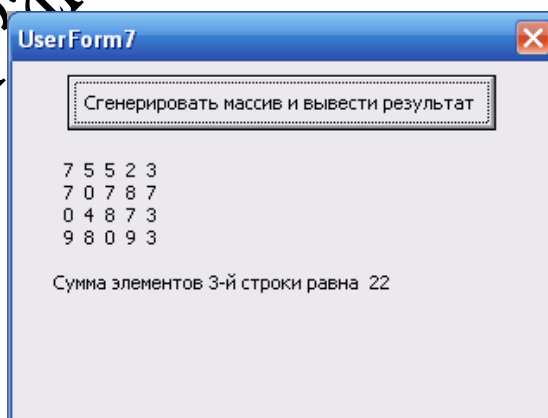 UserForm7
Сгенерировать массив и вывести результат
7 5 5 2 3
7 0 7 8 7
0 4 8 7 3
9 8 0 9 3
Сумма элементов 3-й строки равна 22